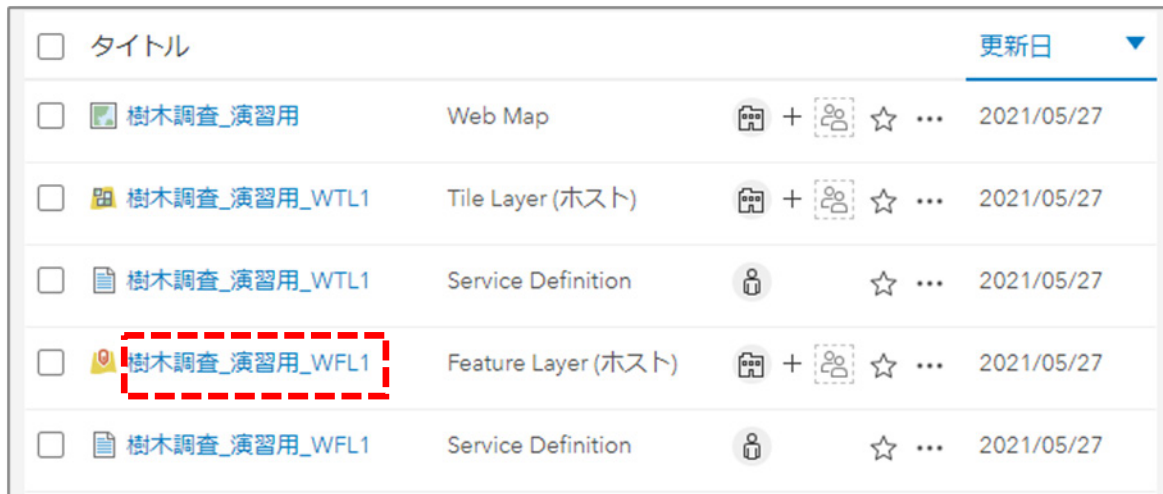 タイトル 更新日
樹木調査_演習用 Web Map 2021/05/27
樹木調査_演習用_WTL1 Tile Layer (ホスト) 2021/05/27
樹木調査_演習用_WTL1 Service Definition 2021/05/27
樹木調査_演習用_WFL1 Feature Layer (ホスト) 2021/05/27
樹木調査_演習用_WFL1 Service Definition 2021/05/27